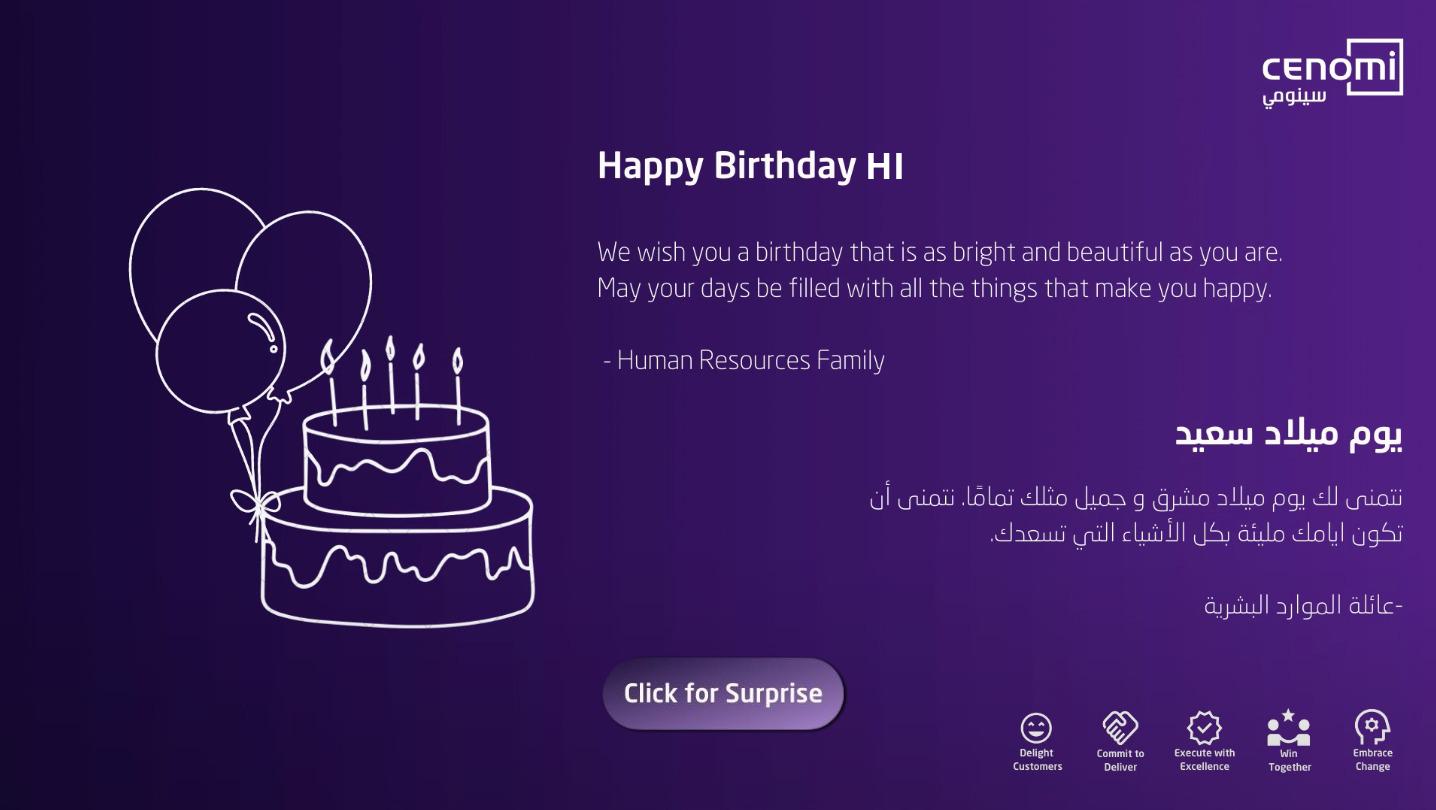 cenomi
سينومي
Happy Birthday HI
We wish you a birthday that is as bright and beautiful as you are.
May your days be filled with all the things that make you happy.
- Human Resources Family
يوم ميلاد سعيد
نتمنى لك يوم ميلاد مشرق و جميل مثلك تمامًا. نتمنى أن
تكون ايامك مليئة بكل الأشياء التي تسعدك.
-عائلة الموارد البشرية
Click for Surprise
Delight
Customers
Commit to
Deliver
Execute with
Excellence
Win
Together
Embrace
Change